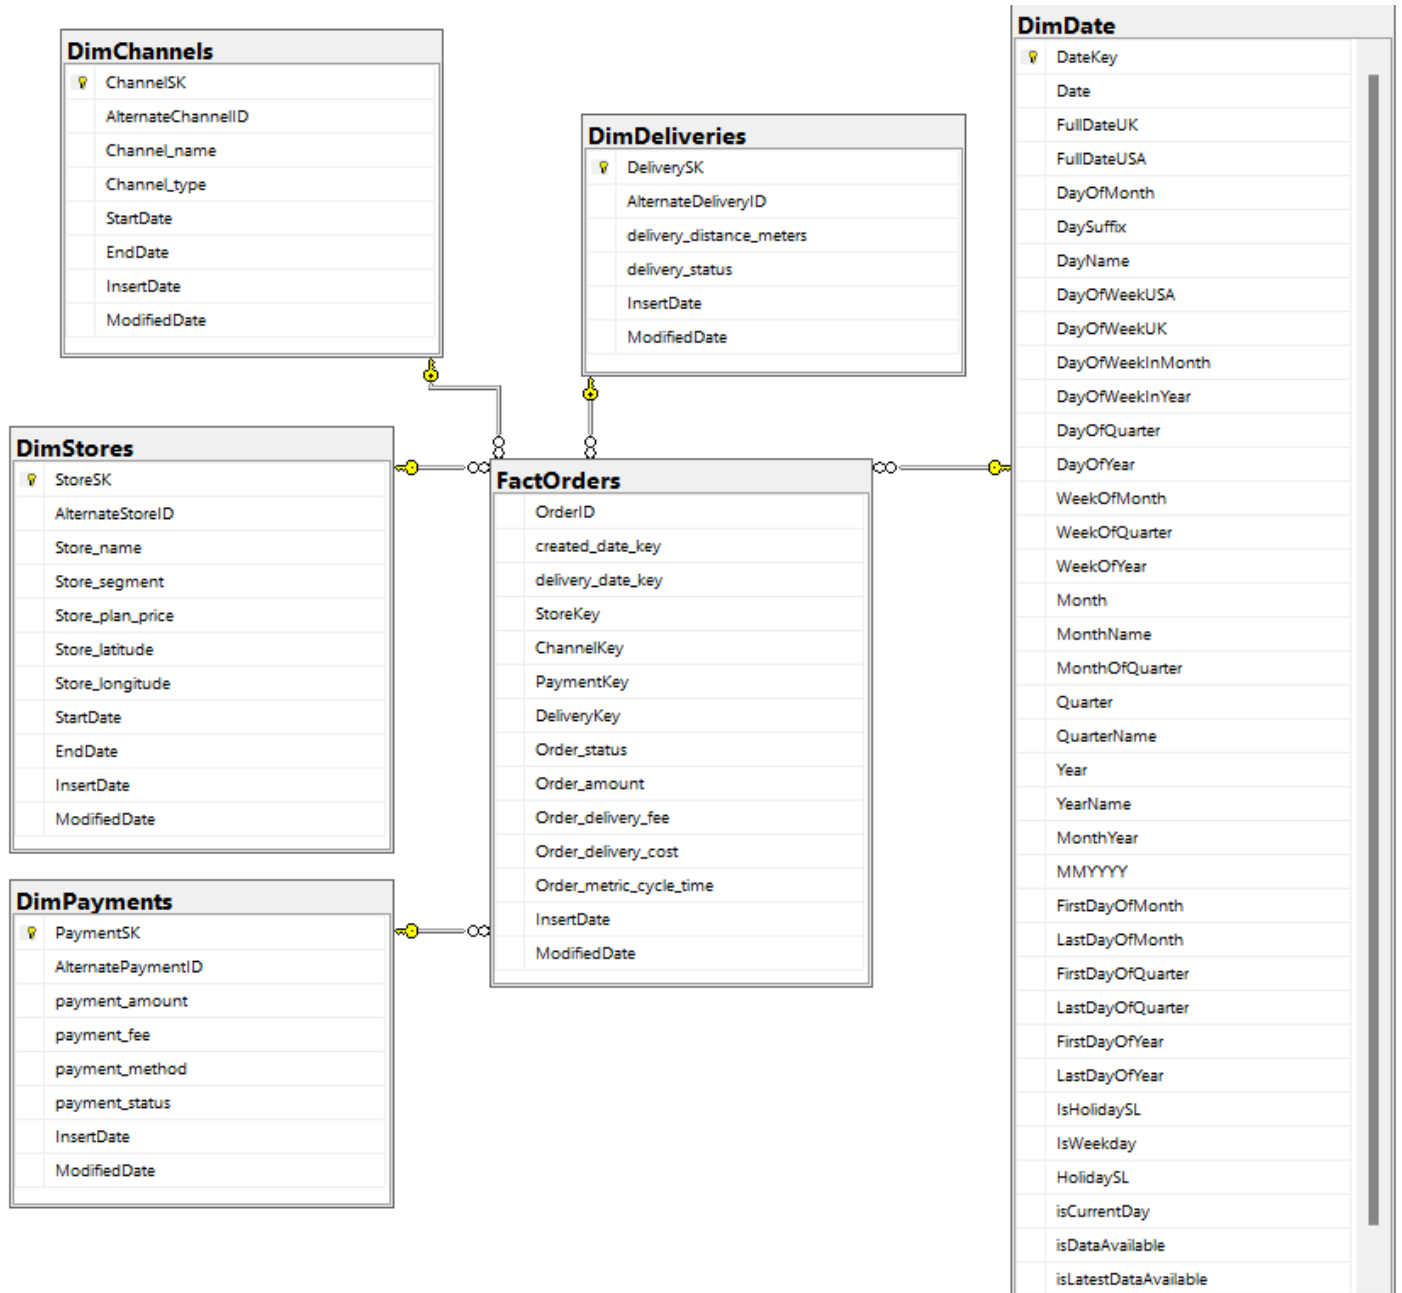 DimChannels
ChannelSK
AlternateChannelID
Channel_name
Channel_type
StartDate
EndDate
InsertDate
ModifiedDate
DimDeliveries
DeliverySK
AlternateDeliveryID
delivery_distance_meters
delivery_status
InsertDate
ModifiedDate
DimStores
StoreSK
AlternateStoreID
Store_name
Store_segment
Store_plan_price
Store_latitude
Store_longitude
StartDate
EndDate
InsertDate
ModifiedDate
FactOrders
OrderID
created_date_key
delivery_date_key
StoreKey
ChannelKey
PaymentKey
DeliveryKey
Order_status
Order_amount
Order_delivery_fee
Order_delivery_cost
Order_metric_cycle_time
InsertDate
ModifiedDate
DimPayments
PaymentSK
AlternatePaymentID
payment_amount
payment_fee
payment_method
payment_status
InsertDate
ModifiedDate
DimDate
DateKey
Date
FullDateUK
FullDateUSA
DayOfMonth
DaySuffix
DayName
DayOfWeekUSA
DayOfWeekUK
DayOfWeekInMonth
DayOfWeekInYear
DayOfQuarter
DayOfYear
WeekOfMonth
WeekOfQuarter
WeekOfYear
Month
MonthName
MonthOfQuarter
Quarter
QuarterName
Year
YearName
MonthYear
MMYYYY
FirstDayOfMonth
LastDayOfMonth
FirstDayOfQuarter
LastDayOfQuarter
FirstDayOfYear
LastDayOfYear
IsHolidaySL
IsWeekday
HolidaySL
isCurrentDay
isDataAvailable
isLatestDataAvailable